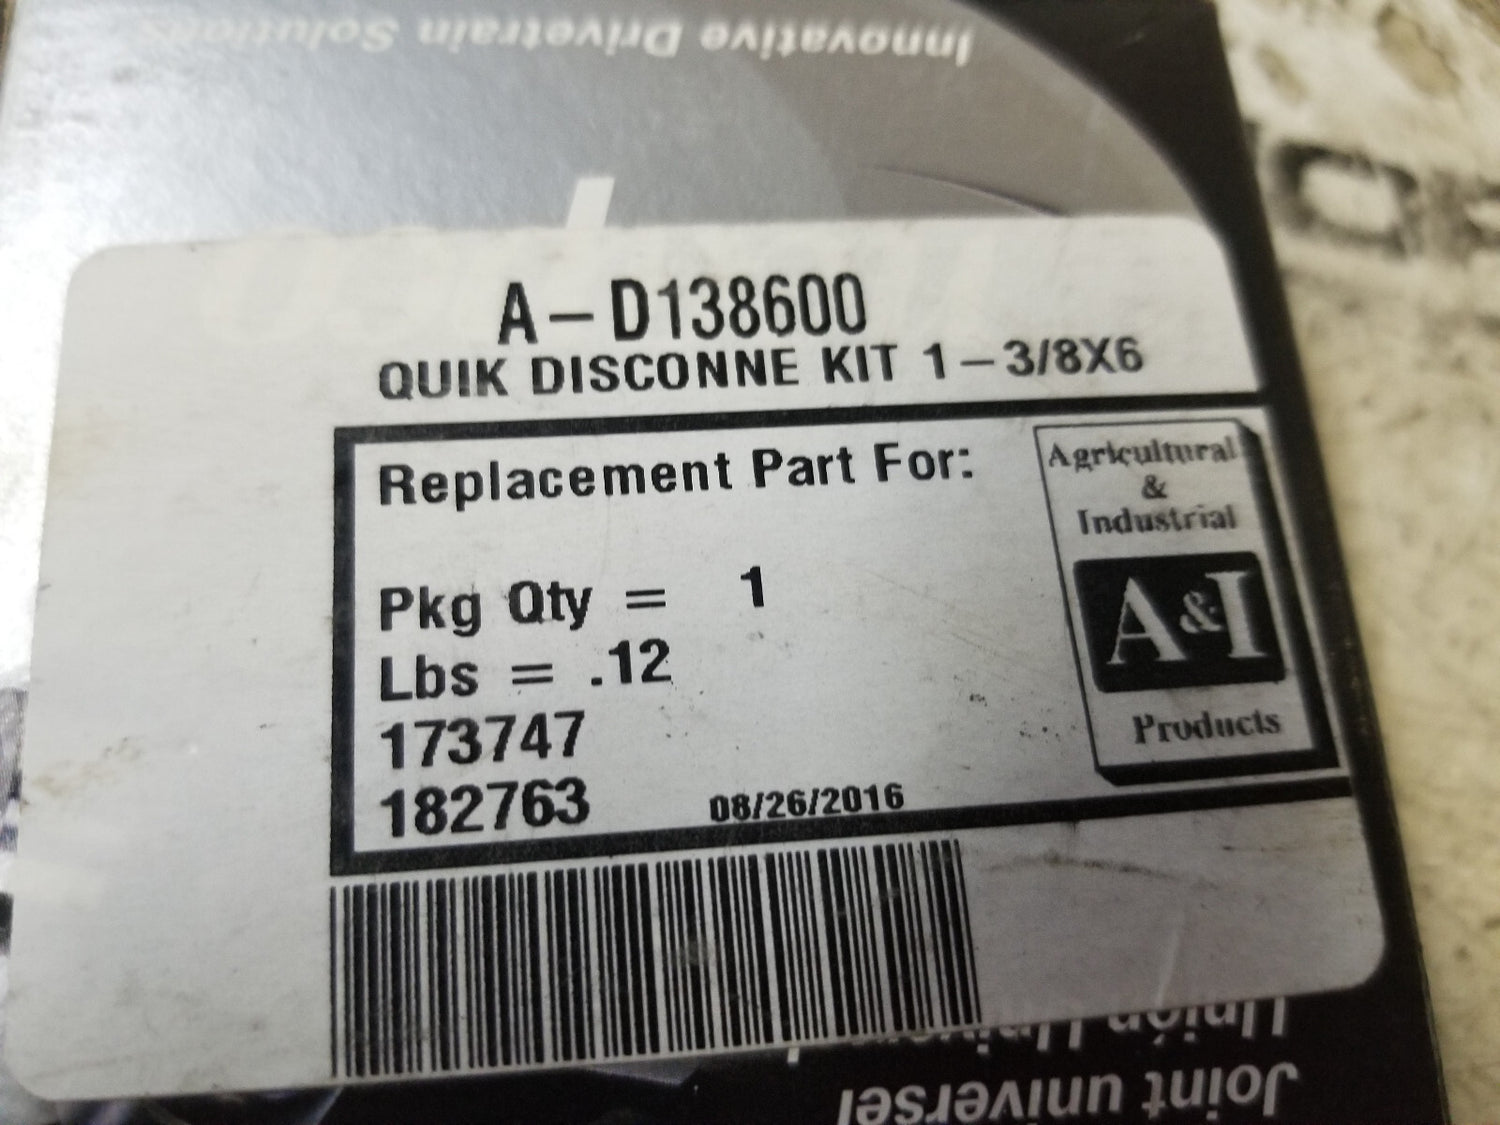 Innovative Drivetrain Solutions
A-D138600
QUIK DISCONNE KIT 1-3/8X6
Replacement Part For:
Pkg Qty = 1
Lbs = .12
173747
182763 08/26/2016
Agricultural
&
Industrial
A&I
Products
Unión
Joint universel